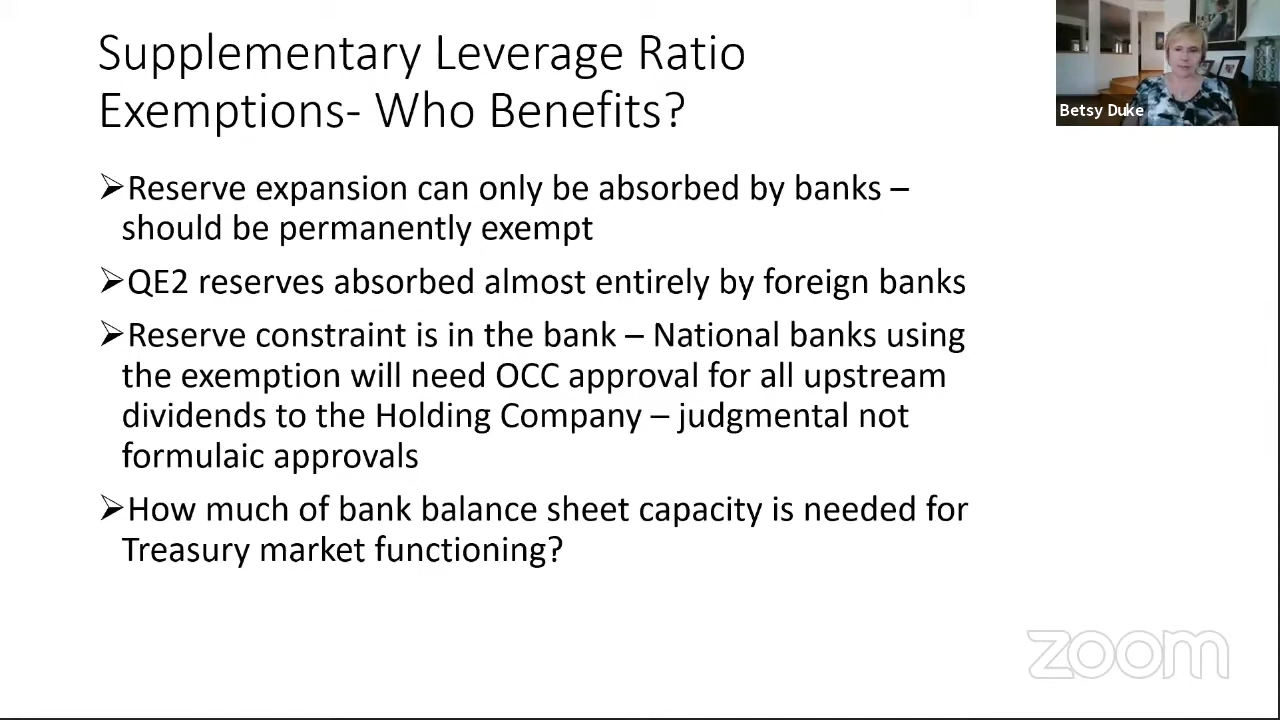 Supplementary Leverage Ratio
Exemptions- Who Benefits?
Betsy Duke
➢Reserve expansion can only be absorbed by banks –
should be permanently exempt
➢QE2 reserves absorbed almost entirely by foreign banks
➢Reserve constraint is in the bank – National banks using
the exemption will need OCC approval for all upstream
dividends to the Holding Company – judgmental not
formulaic approvals
➢How much of bank balance sheet capacity is needed for
Treasury market functioning?
zoom